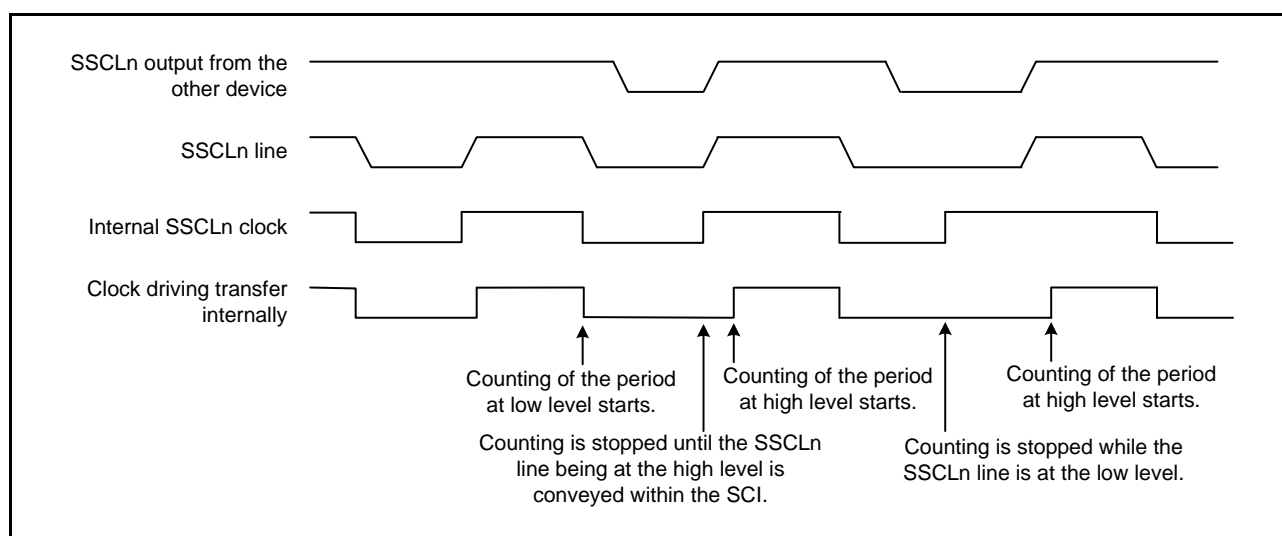 SSCLn output from the
other device
SSCLn line
Internal SSCLn clock
Clock driving transfer
internally
Counting of the period
at low level starts.
Counting of the period
at high level starts.
Counting of the period
at high level starts.
Counting is stopped until the SSCLn
line being at the high level is
conveyed within the SCI.
Counting is stopped while the
SSCLn line is at the low level.